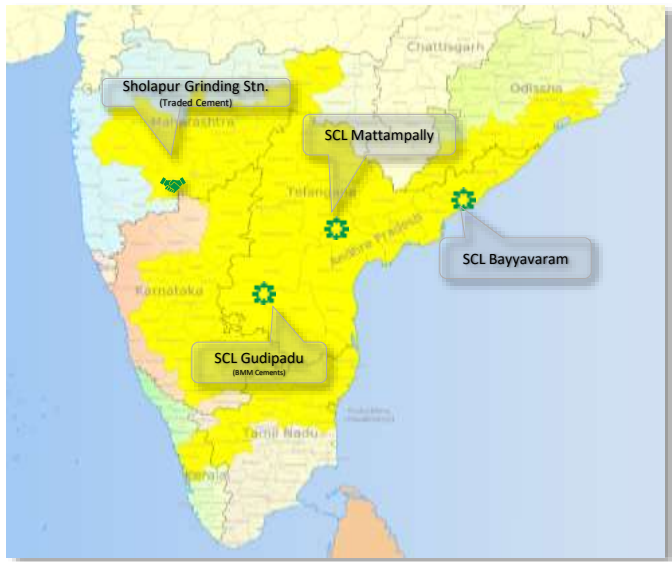 Chattisgarh
Odissha
Sholapur Grinding Stn.
(Traded Cement)
Maharashtra
SCL Mattampally
Telangana
Andhra Pradesh
SCL Bayyavaram
Karnataka
SCL Gudipadu
(BMM Cements)
Tamil Nadu
Kerala